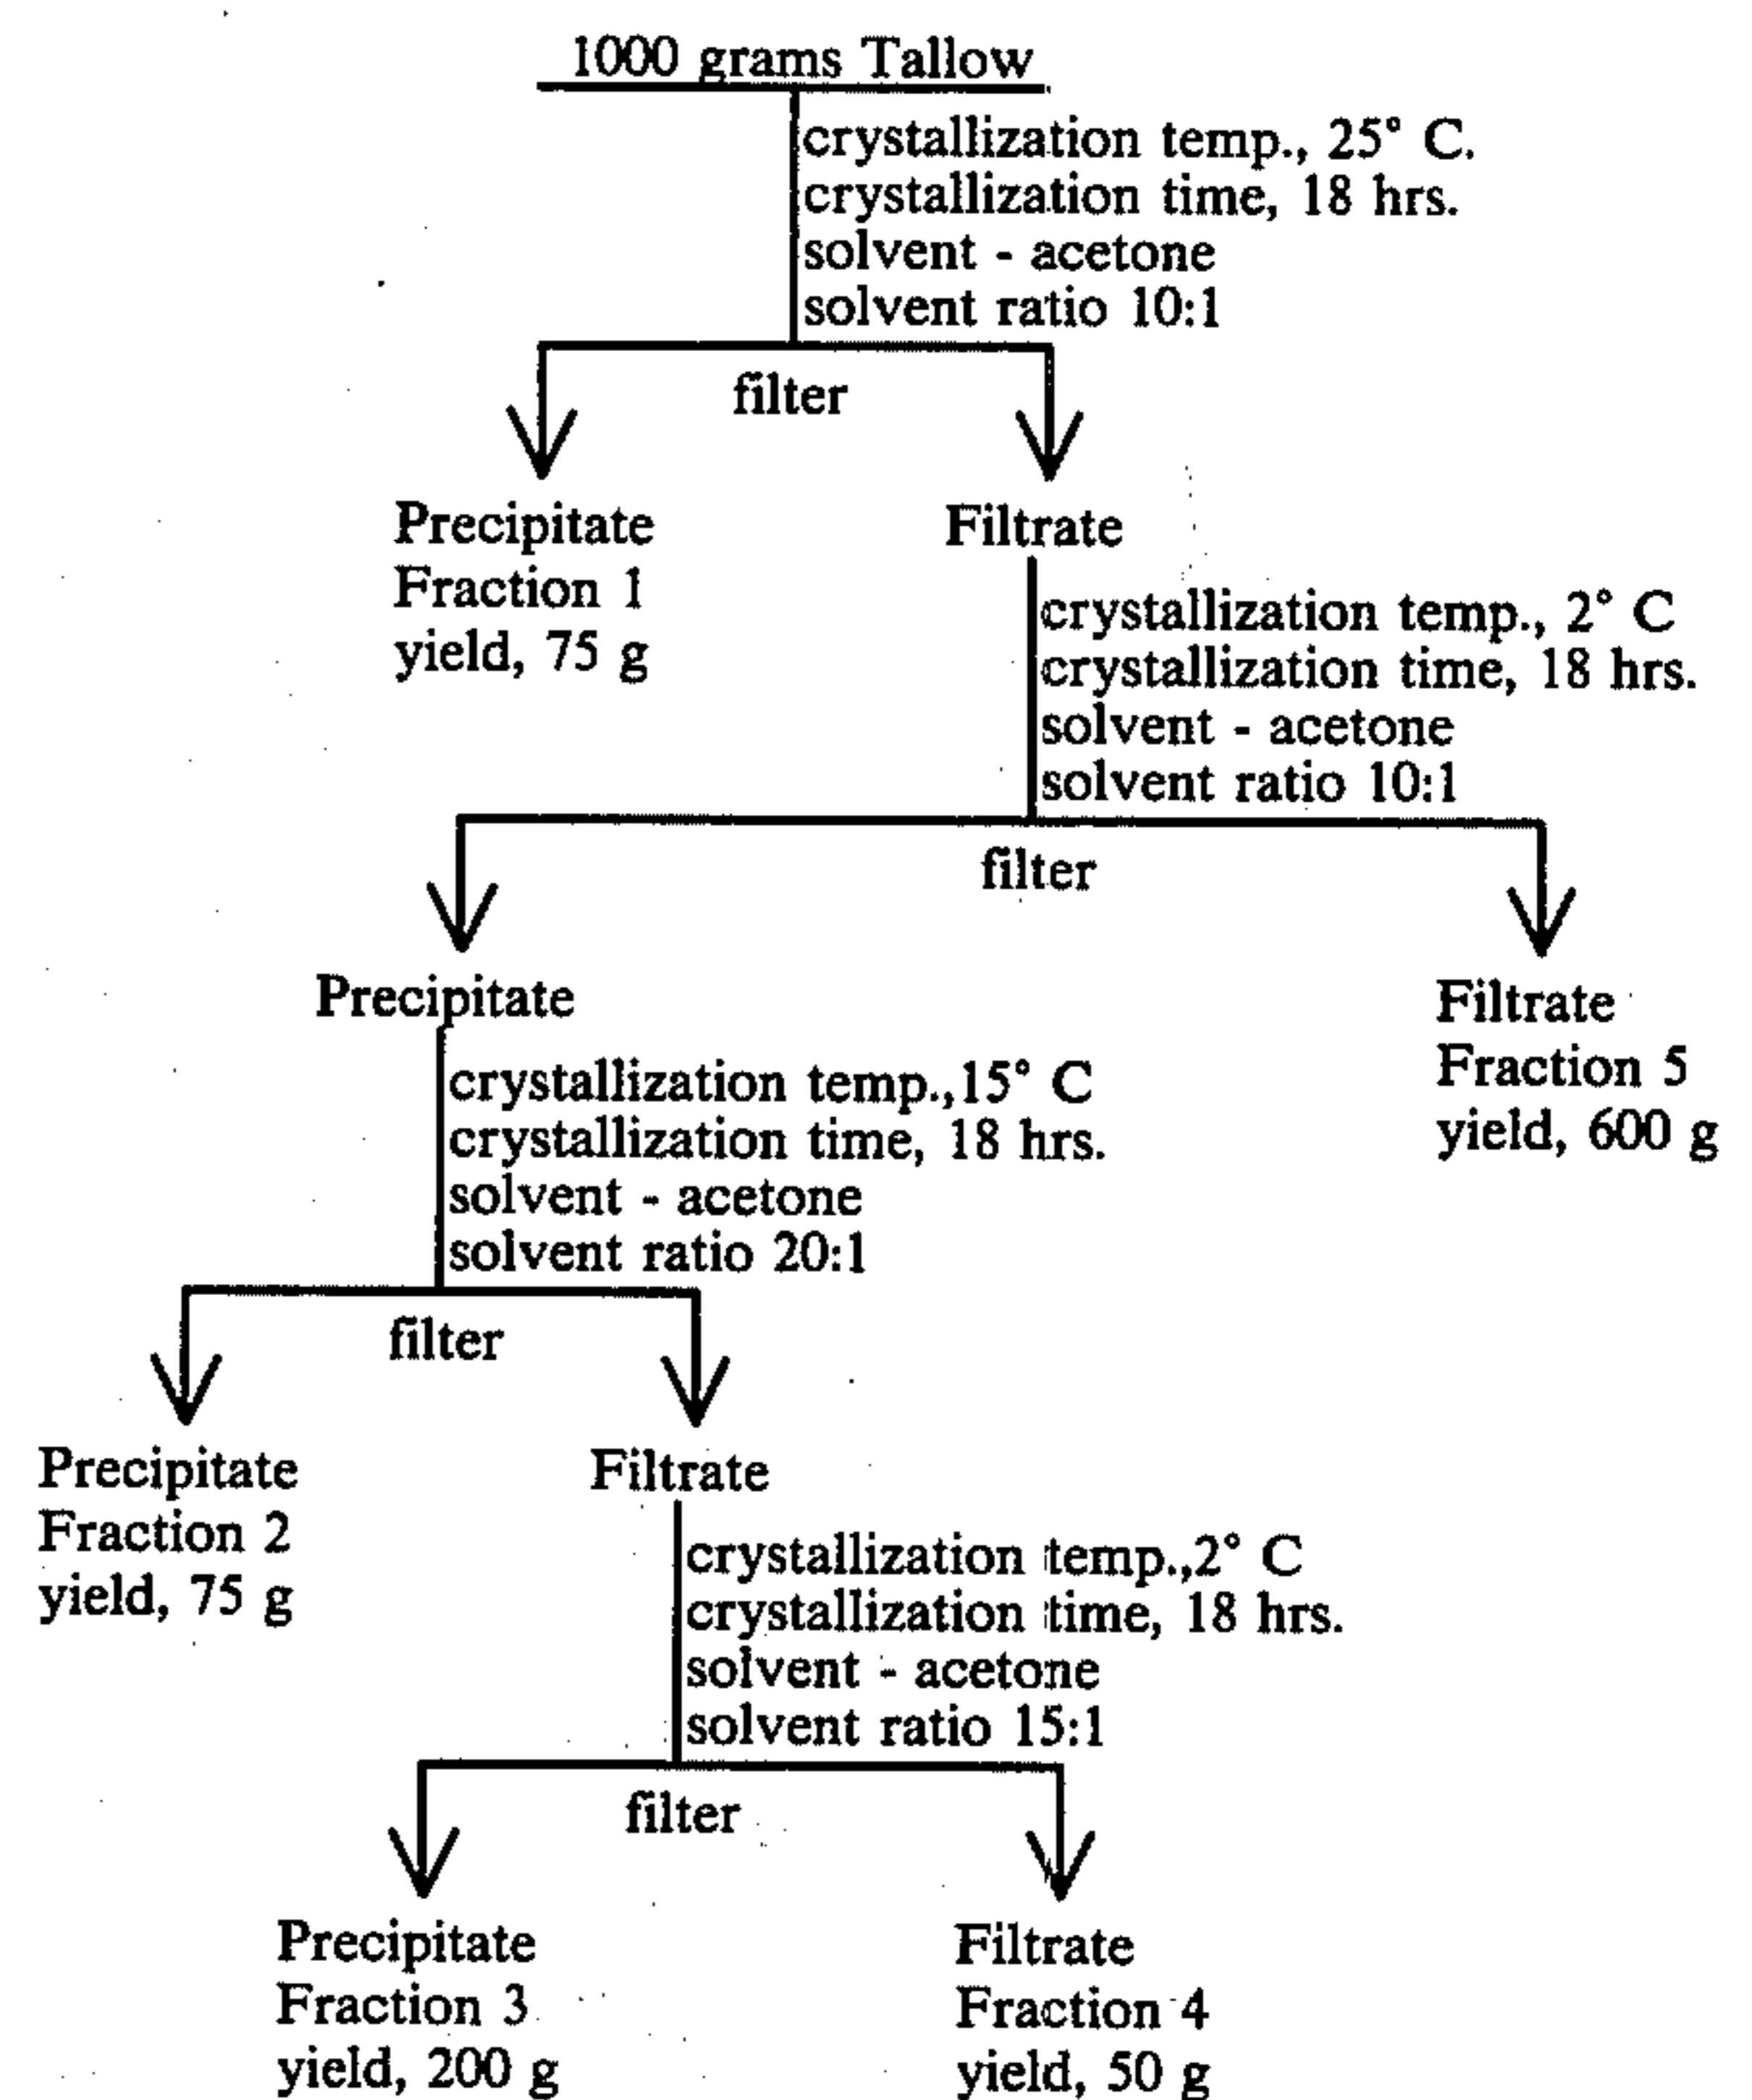 1000 grams Tallow
crystallization temp., 25° C.
crystallization time, 18 hrs.
solvent - acetone
solvent ratio 10:1
filter
Precipitate
Fraction 1
yield, 75 g
Filtrate
crystallization temp., 2° C
crystallization time, 18 hrs.
solvent - acetone
solvent ratio 10:1
filter
Precipitate
Filtrate
Fraction 5
yield, 600 g
crystallization temp.,15° C
crystallization time, 18 hrs.
solvent - acetone
solvent ratio 20:1
filter
Precipitate
Fraction 2
yield, 75 g
Filtrate
crystallization temp.,2° C
crystallization time, 18 hrs.
solvent - acetone
solvent ratio 15:1
filter
Precipitate
Fraction 3
yield, 200 g
Filtrate
Fraction 4
yield, 50 g